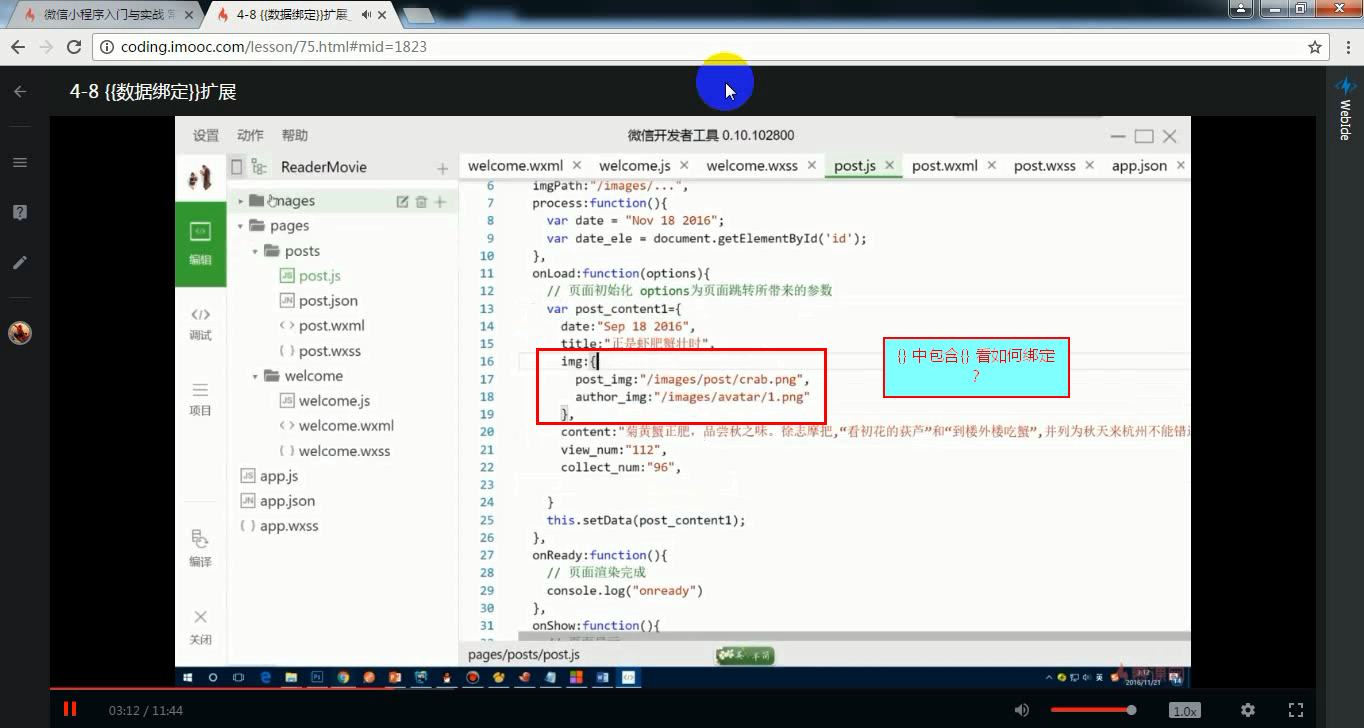 微信小程序入门与实战
4-8 {{数据绑定}}扩展_
coding.imooc.com/lesson/75.html#mid=1823
4-8 {{数据绑定}}扩展
WebIde
设置 动作 帮助
微信开发者工具 0.10.102800
ReaderMovie
welcome.wxml
welcome.js
welcome.wxss
post.js
post.wxml
post.wxss
app.json
images
pages
posts
post.js
post.json
post.wxml
post.wxss
welcome
welcome.js
welcome.wxml
welcome.wxss
app.js
app.json
app.wxss
编辑
调试
项目
编译
关闭
6 imgPath:"/images/...",
7 process:function(){
8 var date = "Nov 18 2016";
9 var date_ele = document.getElementById('id');
10 },
11 onLoad:function(options){
12 // 页面初始化 options为页面跳转所带来的参数
13 var post_content1={
14 date:"Sep 18 2016",
15 title:"正是虾肥蟹壮时",
16 img:{
17 post_img:"/images/post/crab.png",
18 author_img:"/images/avatar/1.png"
19 },
20 content:"菊黄蟹正肥，品尝秋之味。徐志摩把,“看初花的荻芦”和“到楼外楼吃蟹”,并列为秋天来杭州不能错过
21 view_num:"112",
22 collect_num:"96",
23
24 }
25 this.setData(post_content1);
26 },
27 onReady:function(){
28 // 页面渲染完成
29 console.log("onready")
30 },
31 onShow:function(){
{} 中包含{} 看如何绑定
？
pages/posts/post.js
英
2016/11/21
03:12 / 11:44
1.0x